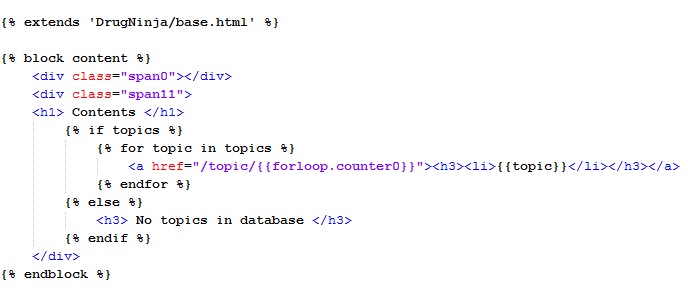 {% extends 'DrugNinja/base.html' %}
{% block content %}
<div class="span0"></div>
<div class="span11">
<h1> Contents </h1>
{% if topics %}
{% for topic in topics %}
<a href="/topic/{{forloop.counter0}}"><h3><li>{{topic}}</li></h3></a>
{% endfor %}
{% else %}
<h3> No topics in database </h3>
{% endif %}
</div>
{% endblock %}